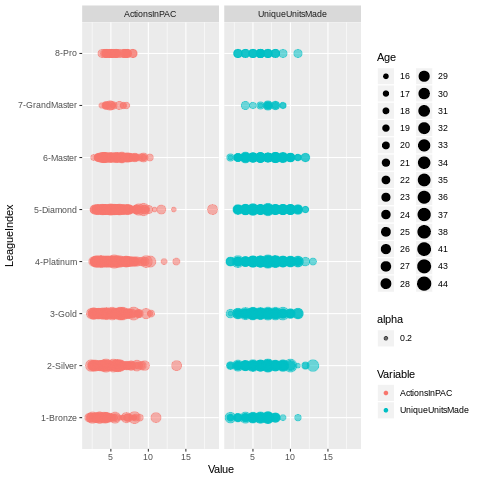 ActionsInPAC UniqueUnitsMade
LeagueIndex
8-Pro
7-GrandMaster
6-Master
5-Diamond
4-Platinum
3-Gold
2-Silver
1-Bronze
5 10 15 5 10 15
Value
Age
16 29
17 30
18 31
19 32
20 33
21 34
22 35
23 36
24 37
25 38
26 41
27 43
28 44
alpha
0.2
Variable
ActionsInPAC
UniqueUnitsMade